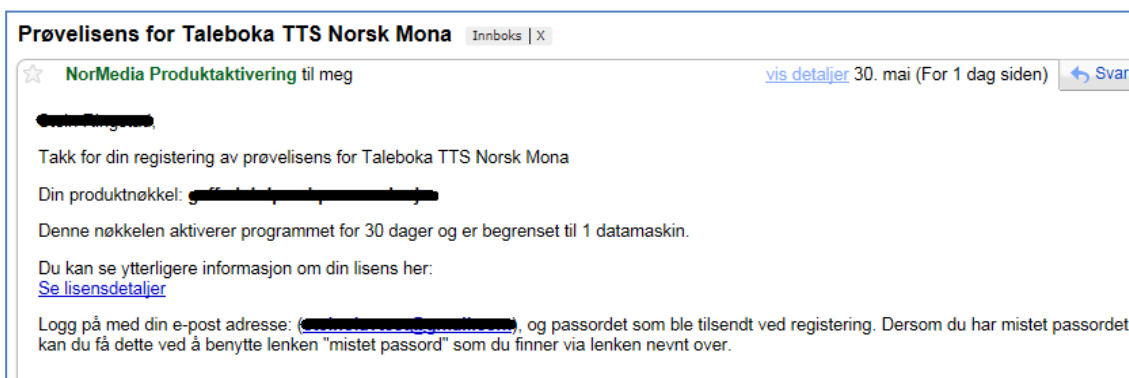 Prøvelisens for Taleboka TTS Norsk Mona Innboks | X
NorMedia Produktaktivering til meg vis detaljer 30. mai (For 1 dag siden) Svar
Takk for din registering av prøvelisens for Taleboka TTS Norsk Mona
Din produktnøkkel:
Denne nøkkelen aktiverer programmet for 30 dager og er begrenset til 1 datamaskin.
Du kan se ytterligere informasjon om din lisens her:
Se lisensdetaljer
Logg på med din e-post adresse: ( ), og passordet som ble tilsendt ved registering. Dersom du har mistet passordet
kan du få dette ved å benytte lenken "mistet passord" som du finner via lenken nevnt over.